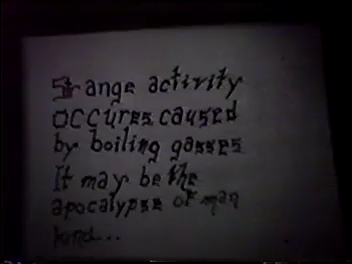 Strange activity
occures caused
by boiling gasses
It may be the
apocalypse of man
kind...